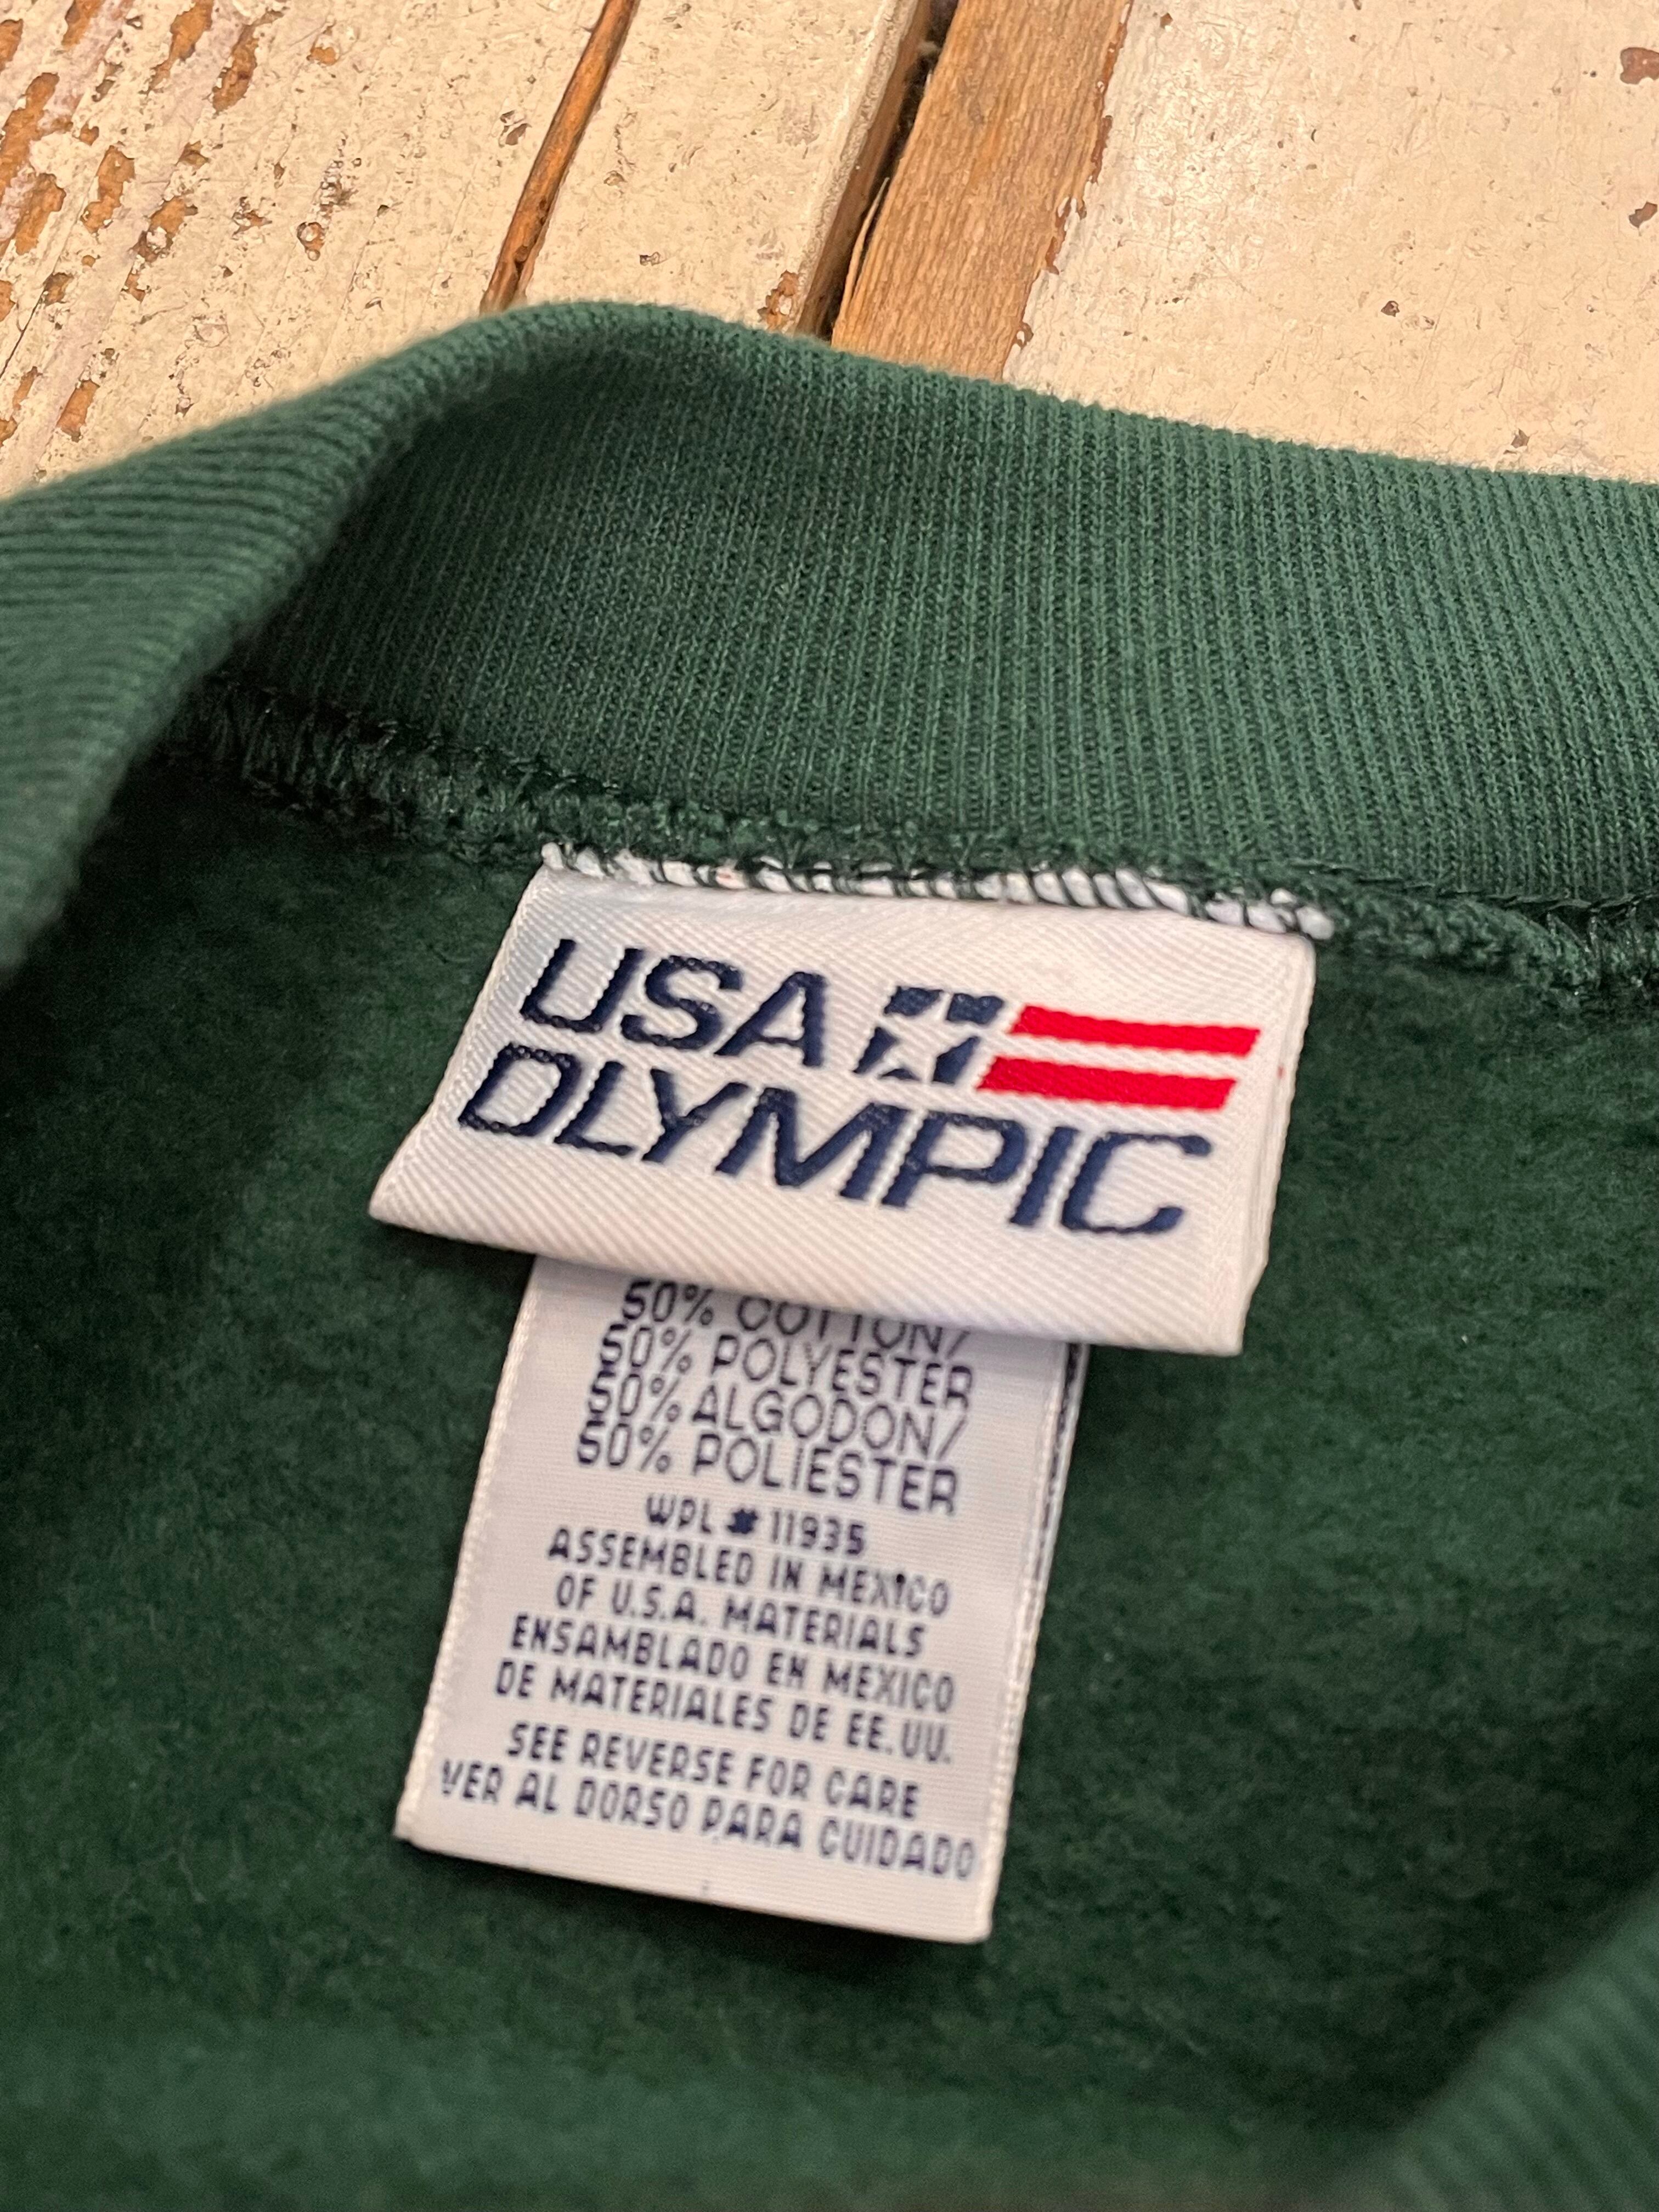 USA
OLYMPIC
50% COTTON/
50% POLYESTER
50% ALGODON/
50% POLIESTER
WPL # 11935
ASSEMBLED IN MEXICO
OF U.S.A. MATERIALS
ENSAMBLADO EN MEXICO
DE MATERIALES DE EE.UU.
SEE REVERSE FOR CARE
VER AL DORSO PARA CUIDADO